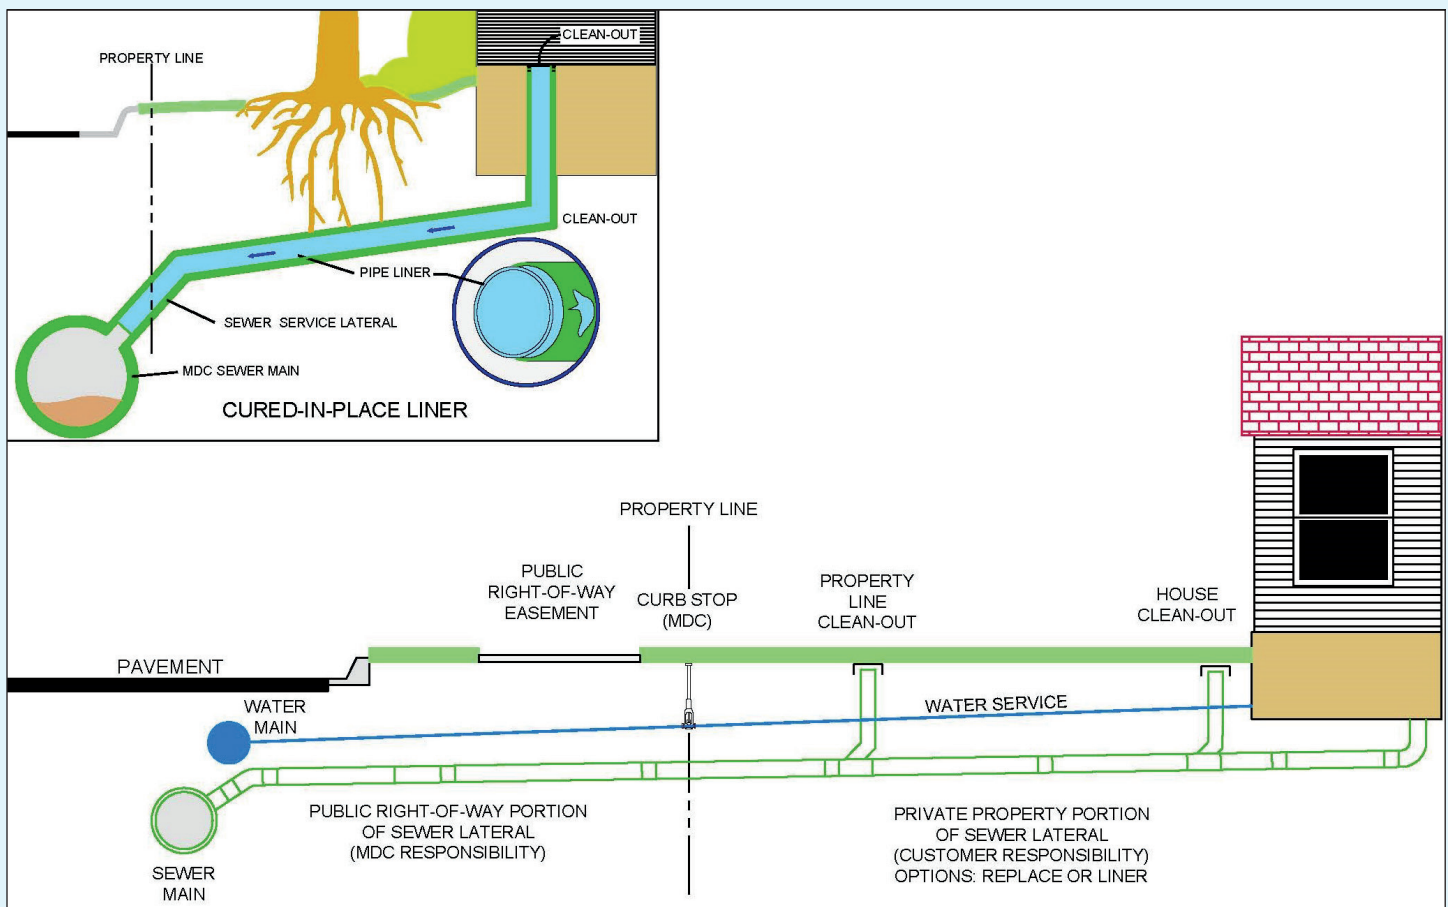 CLEAN-OUT
PROPERTY LINE
CLEAN-OUT
PIPE LINER
SEWER SERVICE LATERAL
MDC SEWER MAIN
CURED-IN-PLACE LINER
PROPERTY LINE
PUBLIC
RIGHT-OF-WAY
EASEMENT
CURB STOP
(MDC)
PROPERTY
LINE
CLEAN-OUT
HOUSE
CLEAN-OUT
PAVEMENT
WATER
MAIN
WATER SERVICE
PUBLIC RIGHT-OF-WAY PORTION
OF SEWER LATERAL
(MDC RESPONSIBILITY)
PRIVATE PROPERTY PORTION
OF SEWER LATERAL
(CUSTOMER RESPONSIBILITY)
OPTIONS: REPLACE OR LINER
SEWER
MAIN